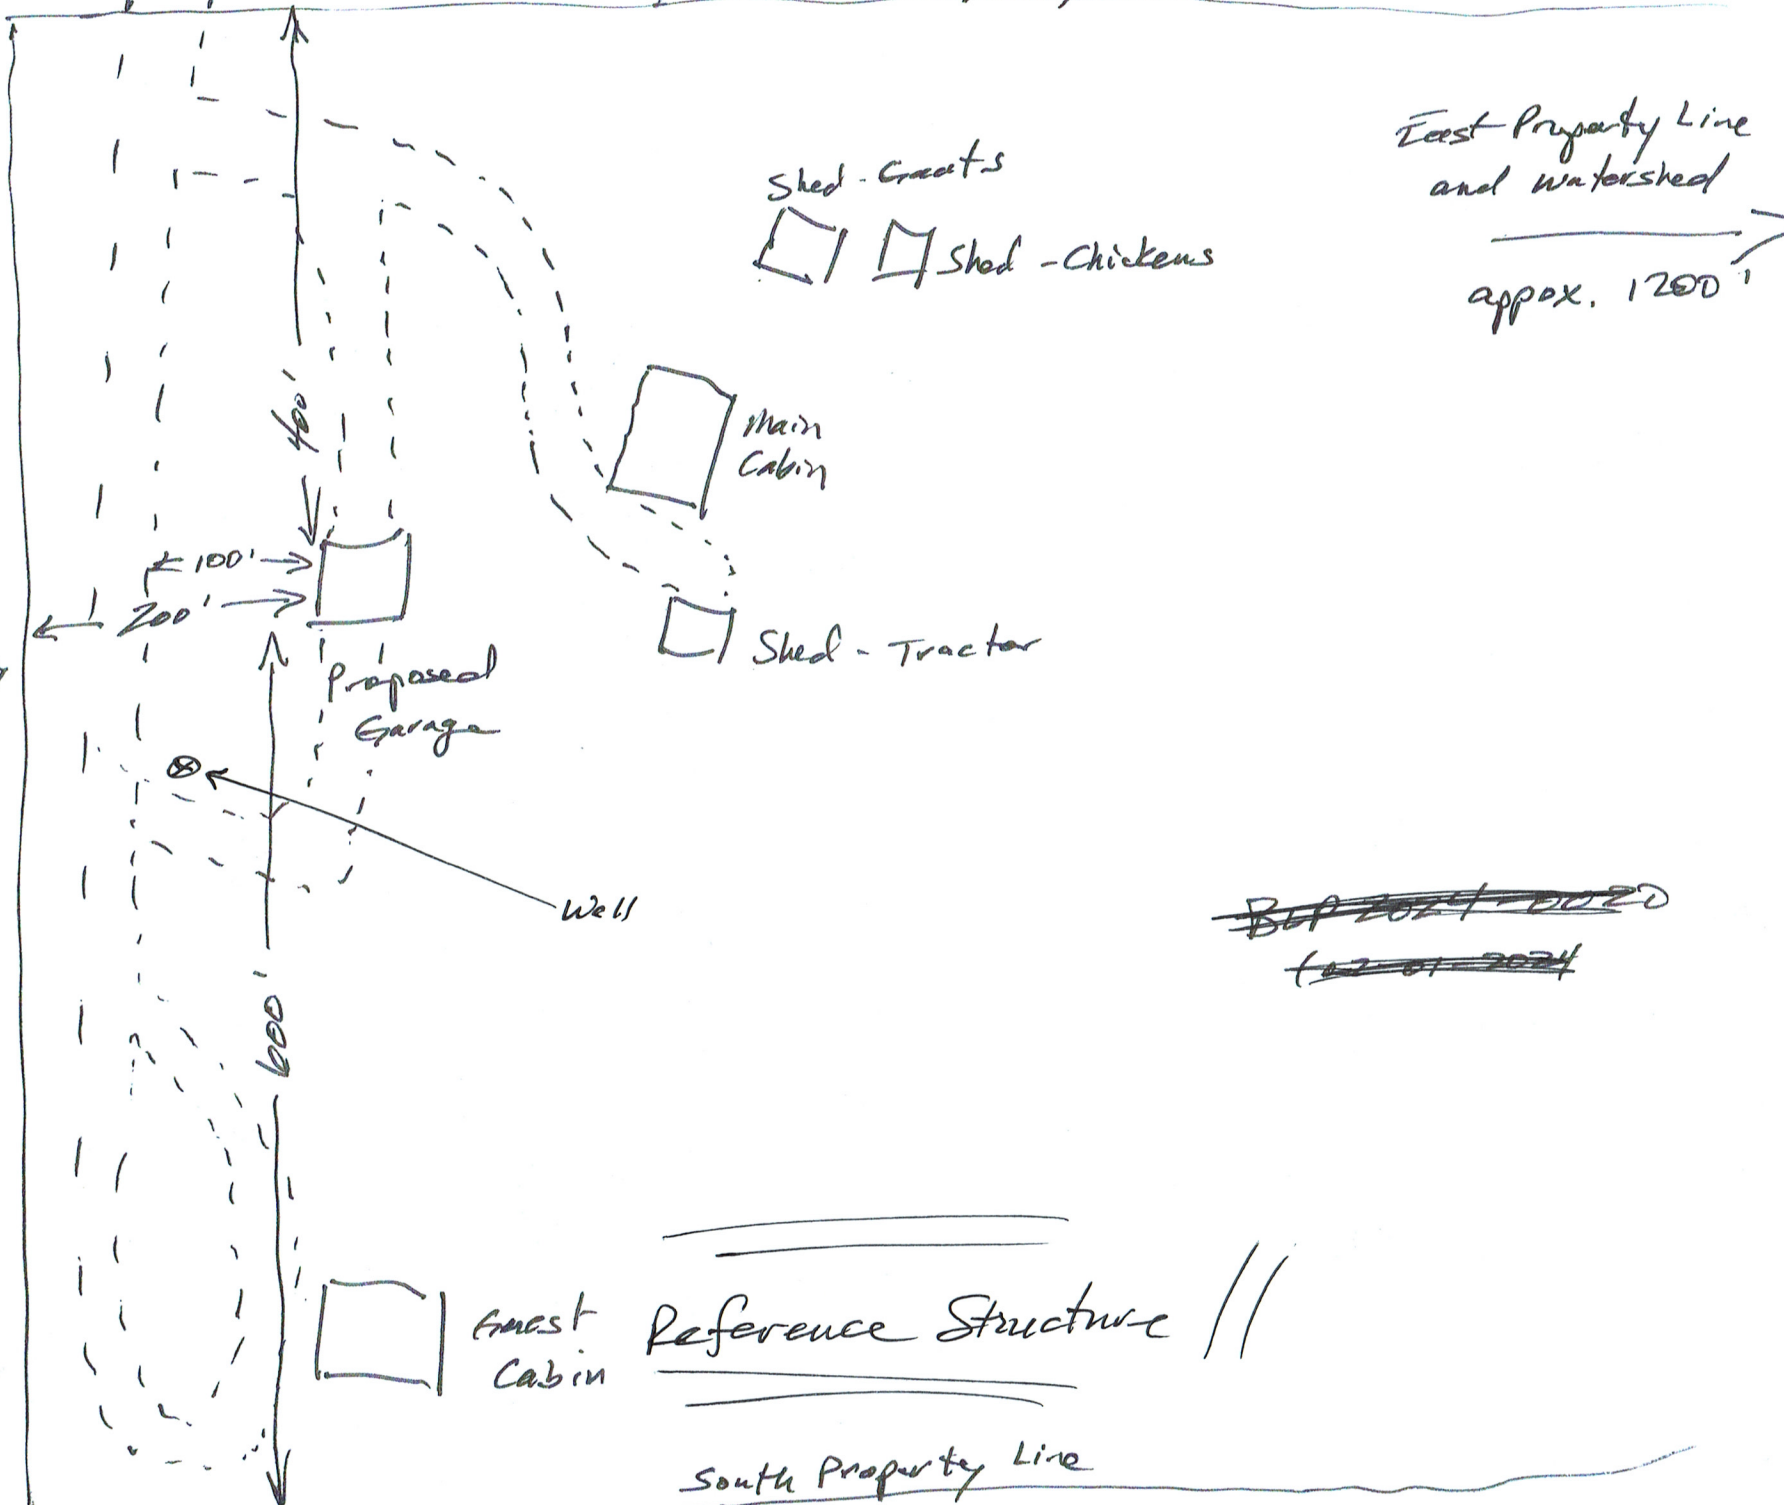 East Property Line
and watershed
appox. 1200'
Shed - Goats
Shed - Chickens
Main
Cabin
400'
100'
200'
Shed - Tractor
Proposed
Garage
Well
600'
Guest
Cabin
Reference Structure
South Property Line